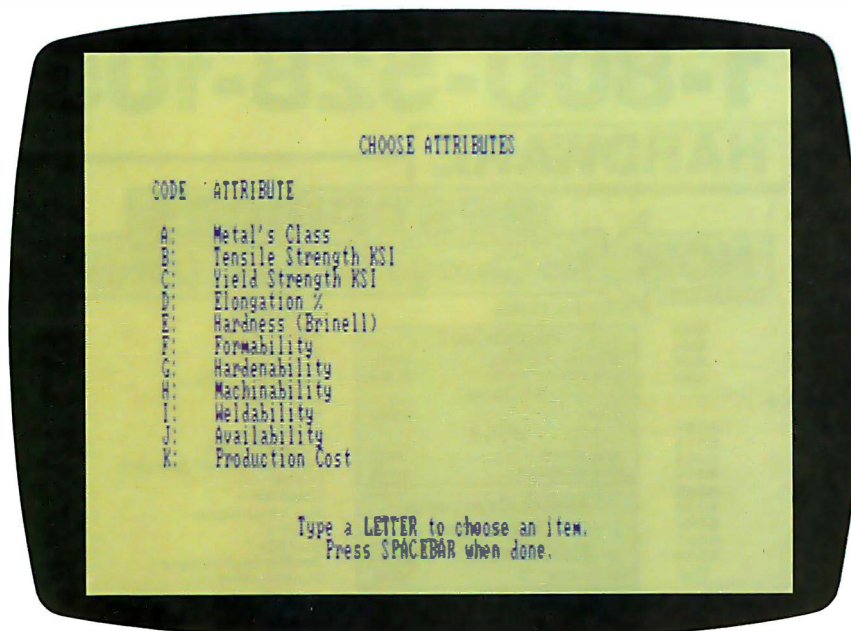 CHOOSE ATTRIBUTES
CODE ATTRIBUTE
A: Metal's Class
B: Tensile Strength KSI
C: Yield Strength KSI
D: Elongation %
E: Hardness (Brinell)
F: Formability
G: Hardenability
H: Machinability
I: Weldability
J: Availability
K: Production Cost
Type a LETTER to choose an item.
Press SPACEBAR when done.